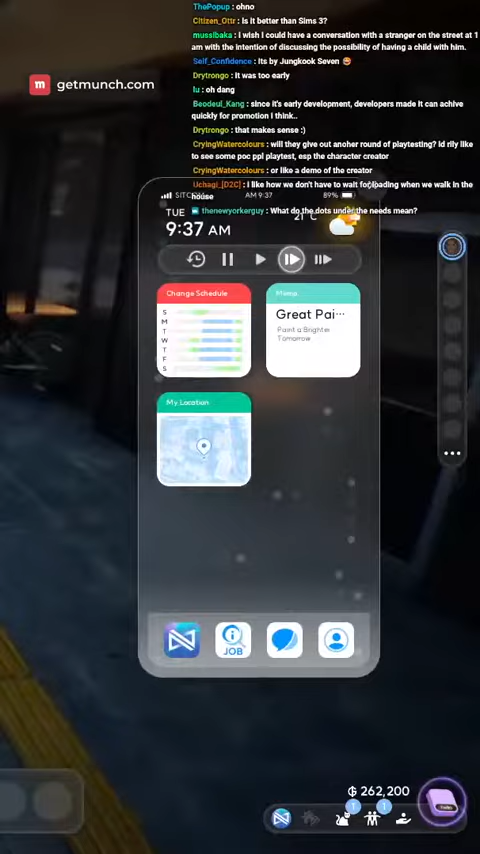 ThePopup : ohno
Citizen_Ottr : Is it better than Sims 3?
mussibaka : i wish i could have a conversation with a stranger on the street at 1
am with the intention of discussing the possibility of having a child with him.
Self_Confidence : Its by Jungkook Seven
Drytrongo : it was too early
lu : oh dang
Beodeul_Kang : since it's early development, developers made it can achive
quickly for promotion I think..
Drytrongo : that makes sense :)
CryingWatercolours : will they give out anoher round of playtesting? Id rily like
to see some poc ppl playtest, esp the character creator
CryingWatercolours : or like a demo of the creator
Uchagi_[D2C] : I like how we don't have to wait for loading when we walk in the
house
thenewyorkerguy : What do the dots under the needs mean?
m getmunch.com
AM 9:37
89%
TUE
9:37 AM
21°C
Change Schedule
S
M
T
W
T
F
S
Memo
Great Pai···
Paint a Brighter
Tomorrow
My Location
JOB
262,200
1
1